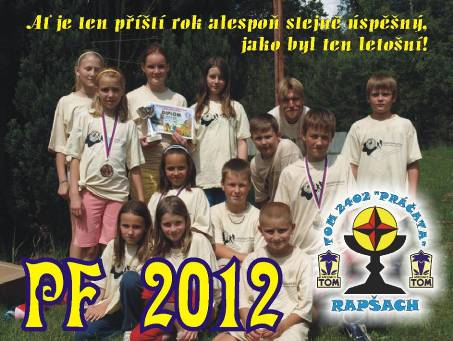 Ať je ten příští rok alespoň stejně úspěšný,
jako byl ten letošní!
DIPLOM
TOM 2402 "PRÁČATA"
TOM
TOM
RAPŠACH
PF 2012